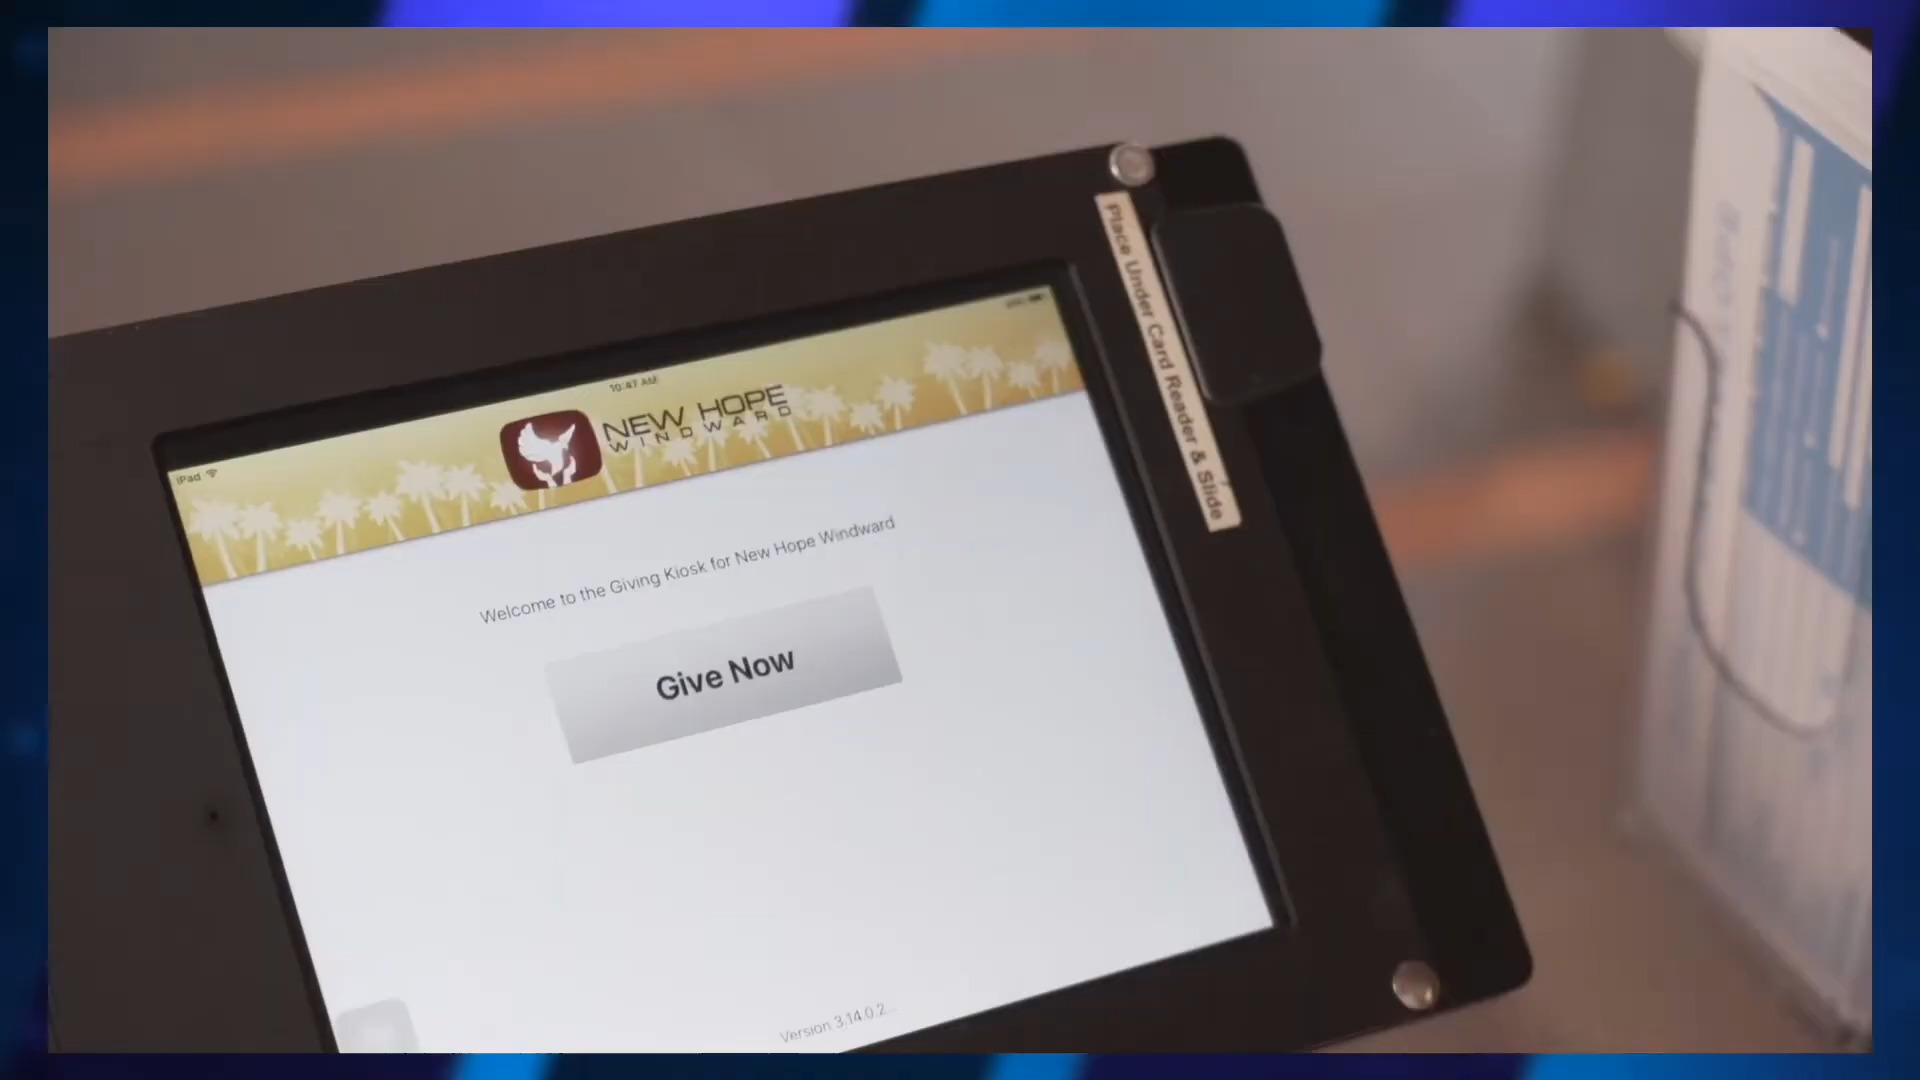 10:47 AM
iPad
NEW HOPE
WINDWARD
Welcome to the Giving Kiosk for New Hope Windward
Give Now
Version 3.14.0.2
Place Under Card Reader & Slide